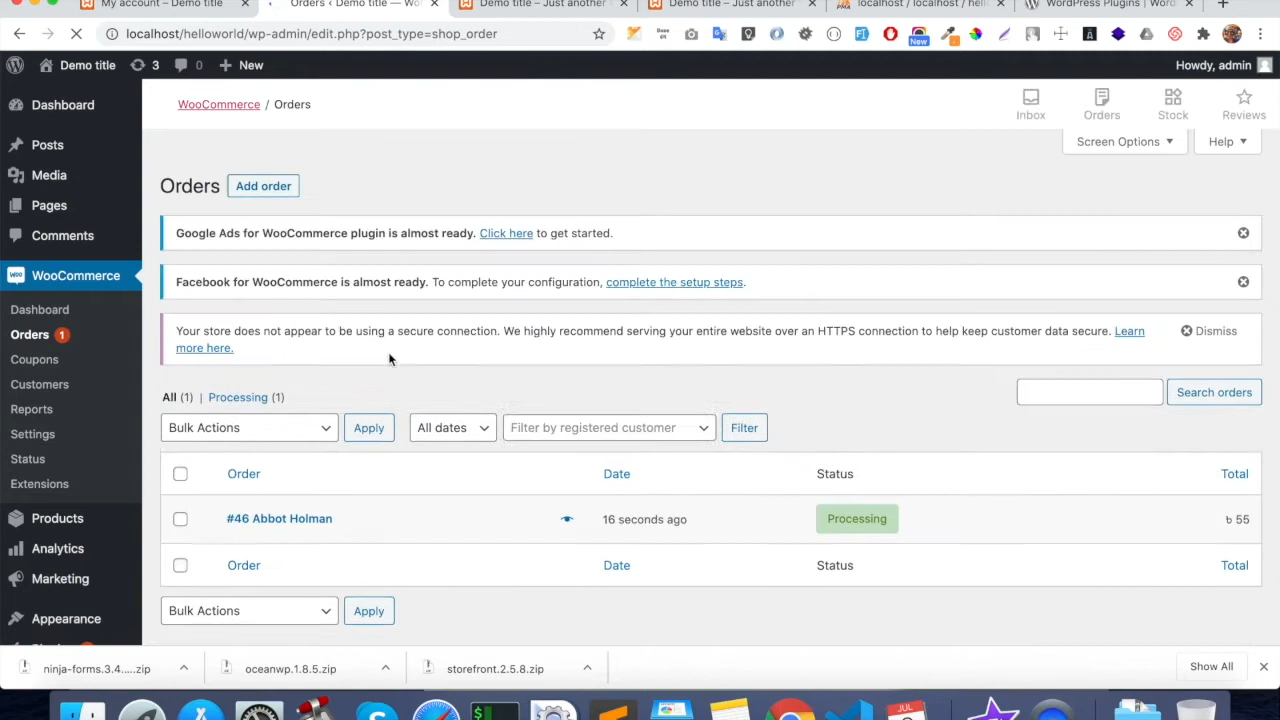 My account – Demo title
Orders ‹ Demo title — Wo
Demo title – Just another
Demo title – Just another
localhost / localhost / hello
WordPress Plugins | Word
localhost/helloworld/wp-admin/edit.php?post_type=shop_order
New
Demo title
3
0
New
Howdy, admin
Dashboard
Posts
Media
Pages
Comments
WooCommerce
Dashboard
Orders 1
Coupons
Customers
Reports
Settings
Status
Extensions
Products
Analytics
Marketing
Appearance
WooCommerce / Orders
Inbox
Orders
Stock
Reviews
Screen Options
Help
Orders
Add order
Google Ads for WooCommerce plugin is almost ready. Click here to get started.
Facebook for WooCommerce is almost ready. To complete your configuration, complete the setup steps.
Your store does not appear to be using a secure connection. We highly recommend serving your entire website over an HTTPS connection to help keep customer data secure. Learn
more here.
Dismiss
All (1) | Processing (1)
Search orders
Bulk Actions
Apply
All dates
Filter by registered customer
Filter
Order
Date
Status
Total
#46 Abbot Holman
16 seconds ago
Processing
৳ 55
Order
Date
Status
Total
Bulk Actions
Apply
ninja-forms.3.4.....zip
oceanwp.1.8.5.zip
storefront.2.5.8.zip
Show All
JUL